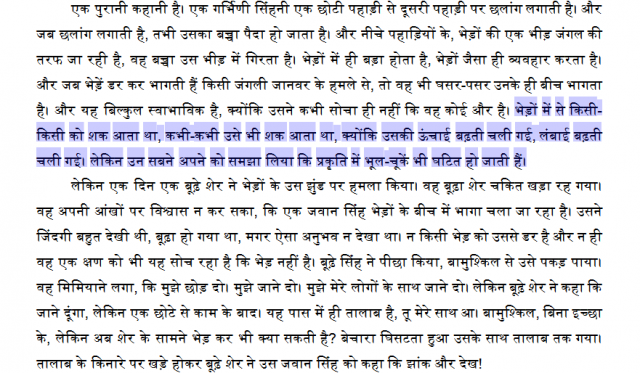 एक पुरानी कहानी है। एक गर्भिणी सिंहनी एक छोटी पहाड़ी से दूसरी पहाड़ी पर छलांग लगाती है। और
जब छलांग लगाती है, तभी उसका बच्चा पैदा हो जाता है। और नीचे पहाड़ियों के, भेड़ों की एक भीड़ जंगल की
तरफ जा रही है, वह बच्चा उस भीड़ में गिरता है। भेड़ों में ही बड़ा होता है, भेड़ों जैसा ही व्यवहार करता है।
और जब भेड़ें डर कर भागती हैं किसी जंगली जानवर के हमले से, तो वह भी घसर-पसर उनके ही बीच भागता
है। और यह बिल्कुल स्वाभाविक है, क्योंकि उसने कभी सोचा ही नहीं कि वह कोई और है। भेड़ों में से किसी-
किसी को शक आता था, कभी-कभी उसे भी शक आता था, क्योंकि उसकी ऊंचाई बढ़ती चली गई, लंबाई बढ़ती
चली गई। लेकिन उन सबने अपने को समझा लिया कि प्रकृति में भूल-चूकें भी घटित हो जाती हैं।
लेकिन एक दिन एक बूढ़े शेर ने भेड़ों के उस झुंड पर हमला किया। वह बूढ़ा शेर चकित खड़ा रह गया।
वह अपनी आंखों पर विश्वास न कर सका, कि एक जवान सिंह भेड़ों के बीच में भागा चला जा रहा है। उसने
जिंदगी बहुत देखी थी, बूढ़ा हो गया था, मगर ऐसा अनुभव न देखा था। न किसी भेड़ को उससे डर है और न ही
वह एक क्षण को भी यह सोच रहा है कि भेड़ नहीं है। बूढ़े सिंह ने पीछा किया, बामुश्किल से उसे पकड़ पाया।
वह मिमियाने लगा, कि मुझे छोड़ दो। मुझे जाने दो। मुझे मेरे लोगों के साथ जाने दो। लेकिन बूढ़े शेर ने कहा कि
जाने दूंगा, लेकिन एक छोटे से काम के बाद। यह पास में ही तालाब है, तू मेरे साथ आ। बामुश्किल, बिना इच्छा
के, लेकिन अब शेर के सामने भेड़ कर भी क्या सकती है? बेचारा घिसटता हुआ उसके साथ तालाब तक गया।
तालाब के किनारे पर खड़े होकर बूढ़े शेर ने उस जवान सिंह को कहा कि झांक और देख!